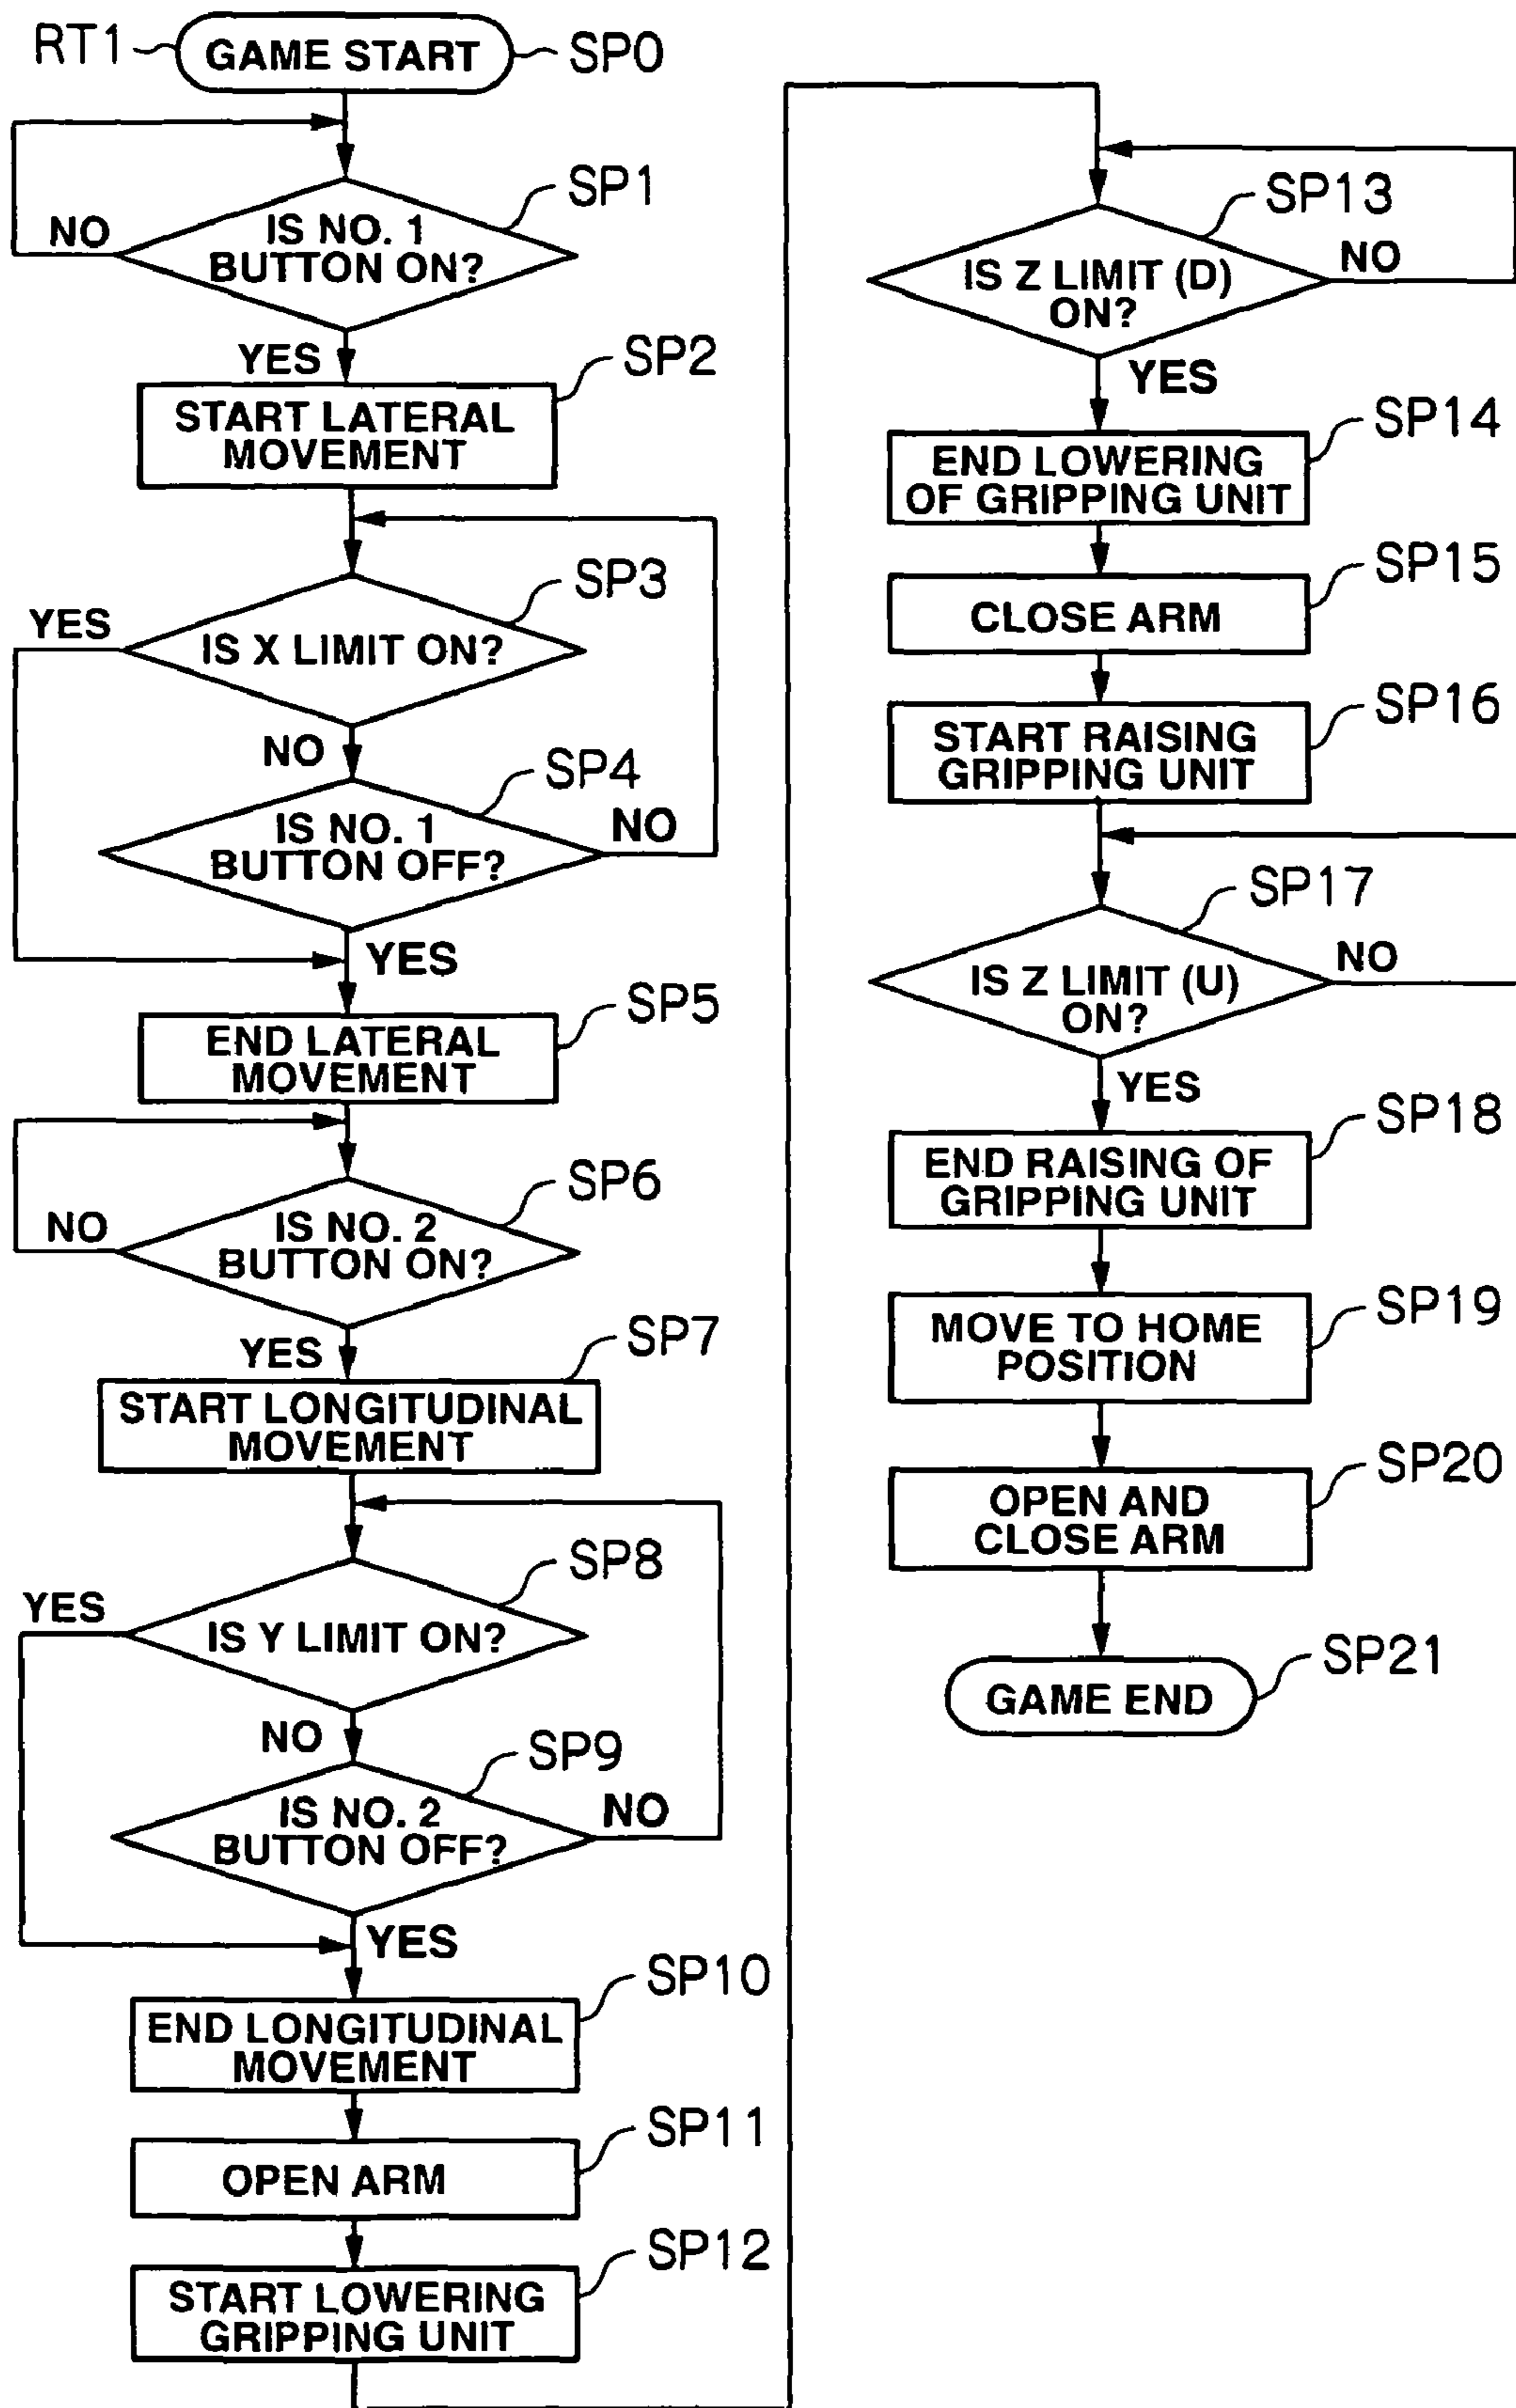 RT1
GAME START
SP0
SP1
IS NO. 1
BUTTON ON?
NO
YES
SP2
START LATERAL
MOVEMENT
SP3
YES
IS X LIMIT ON?
NO
SP4
IS NO. 1
BUTTON OFF?
NO
YES
SP5
END LATERAL
MOVEMENT
SP6
IS NO. 2
BUTTON ON?
NO
YES
SP7
START LONGITUDINAL
MOVEMENT
SP8
YES
IS Y LIMIT ON?
NO
SP9
IS NO. 2
BUTTON OFF?
NO
YES
SP10
END LONGITUDINAL
MOVEMENT
SP11
OPEN ARM
SP12
START LOWERING
GRIPPING UNIT
SP13
IS Z LIMIT (D)
ON?
NO
YES
SP14
END LOWERING
OF GRIPPING UNIT
SP15
CLOSE ARM
SP16
START RAISING
GRIPPING UNIT
SP17
IS Z LIMIT (U)
ON?
NO
YES
SP18
END RAISING OF
GRIPPING UNIT
SP19
MOVE TO HOME
POSITION
SP20
OPEN AND
CLOSE ARM
SP21
GAME END